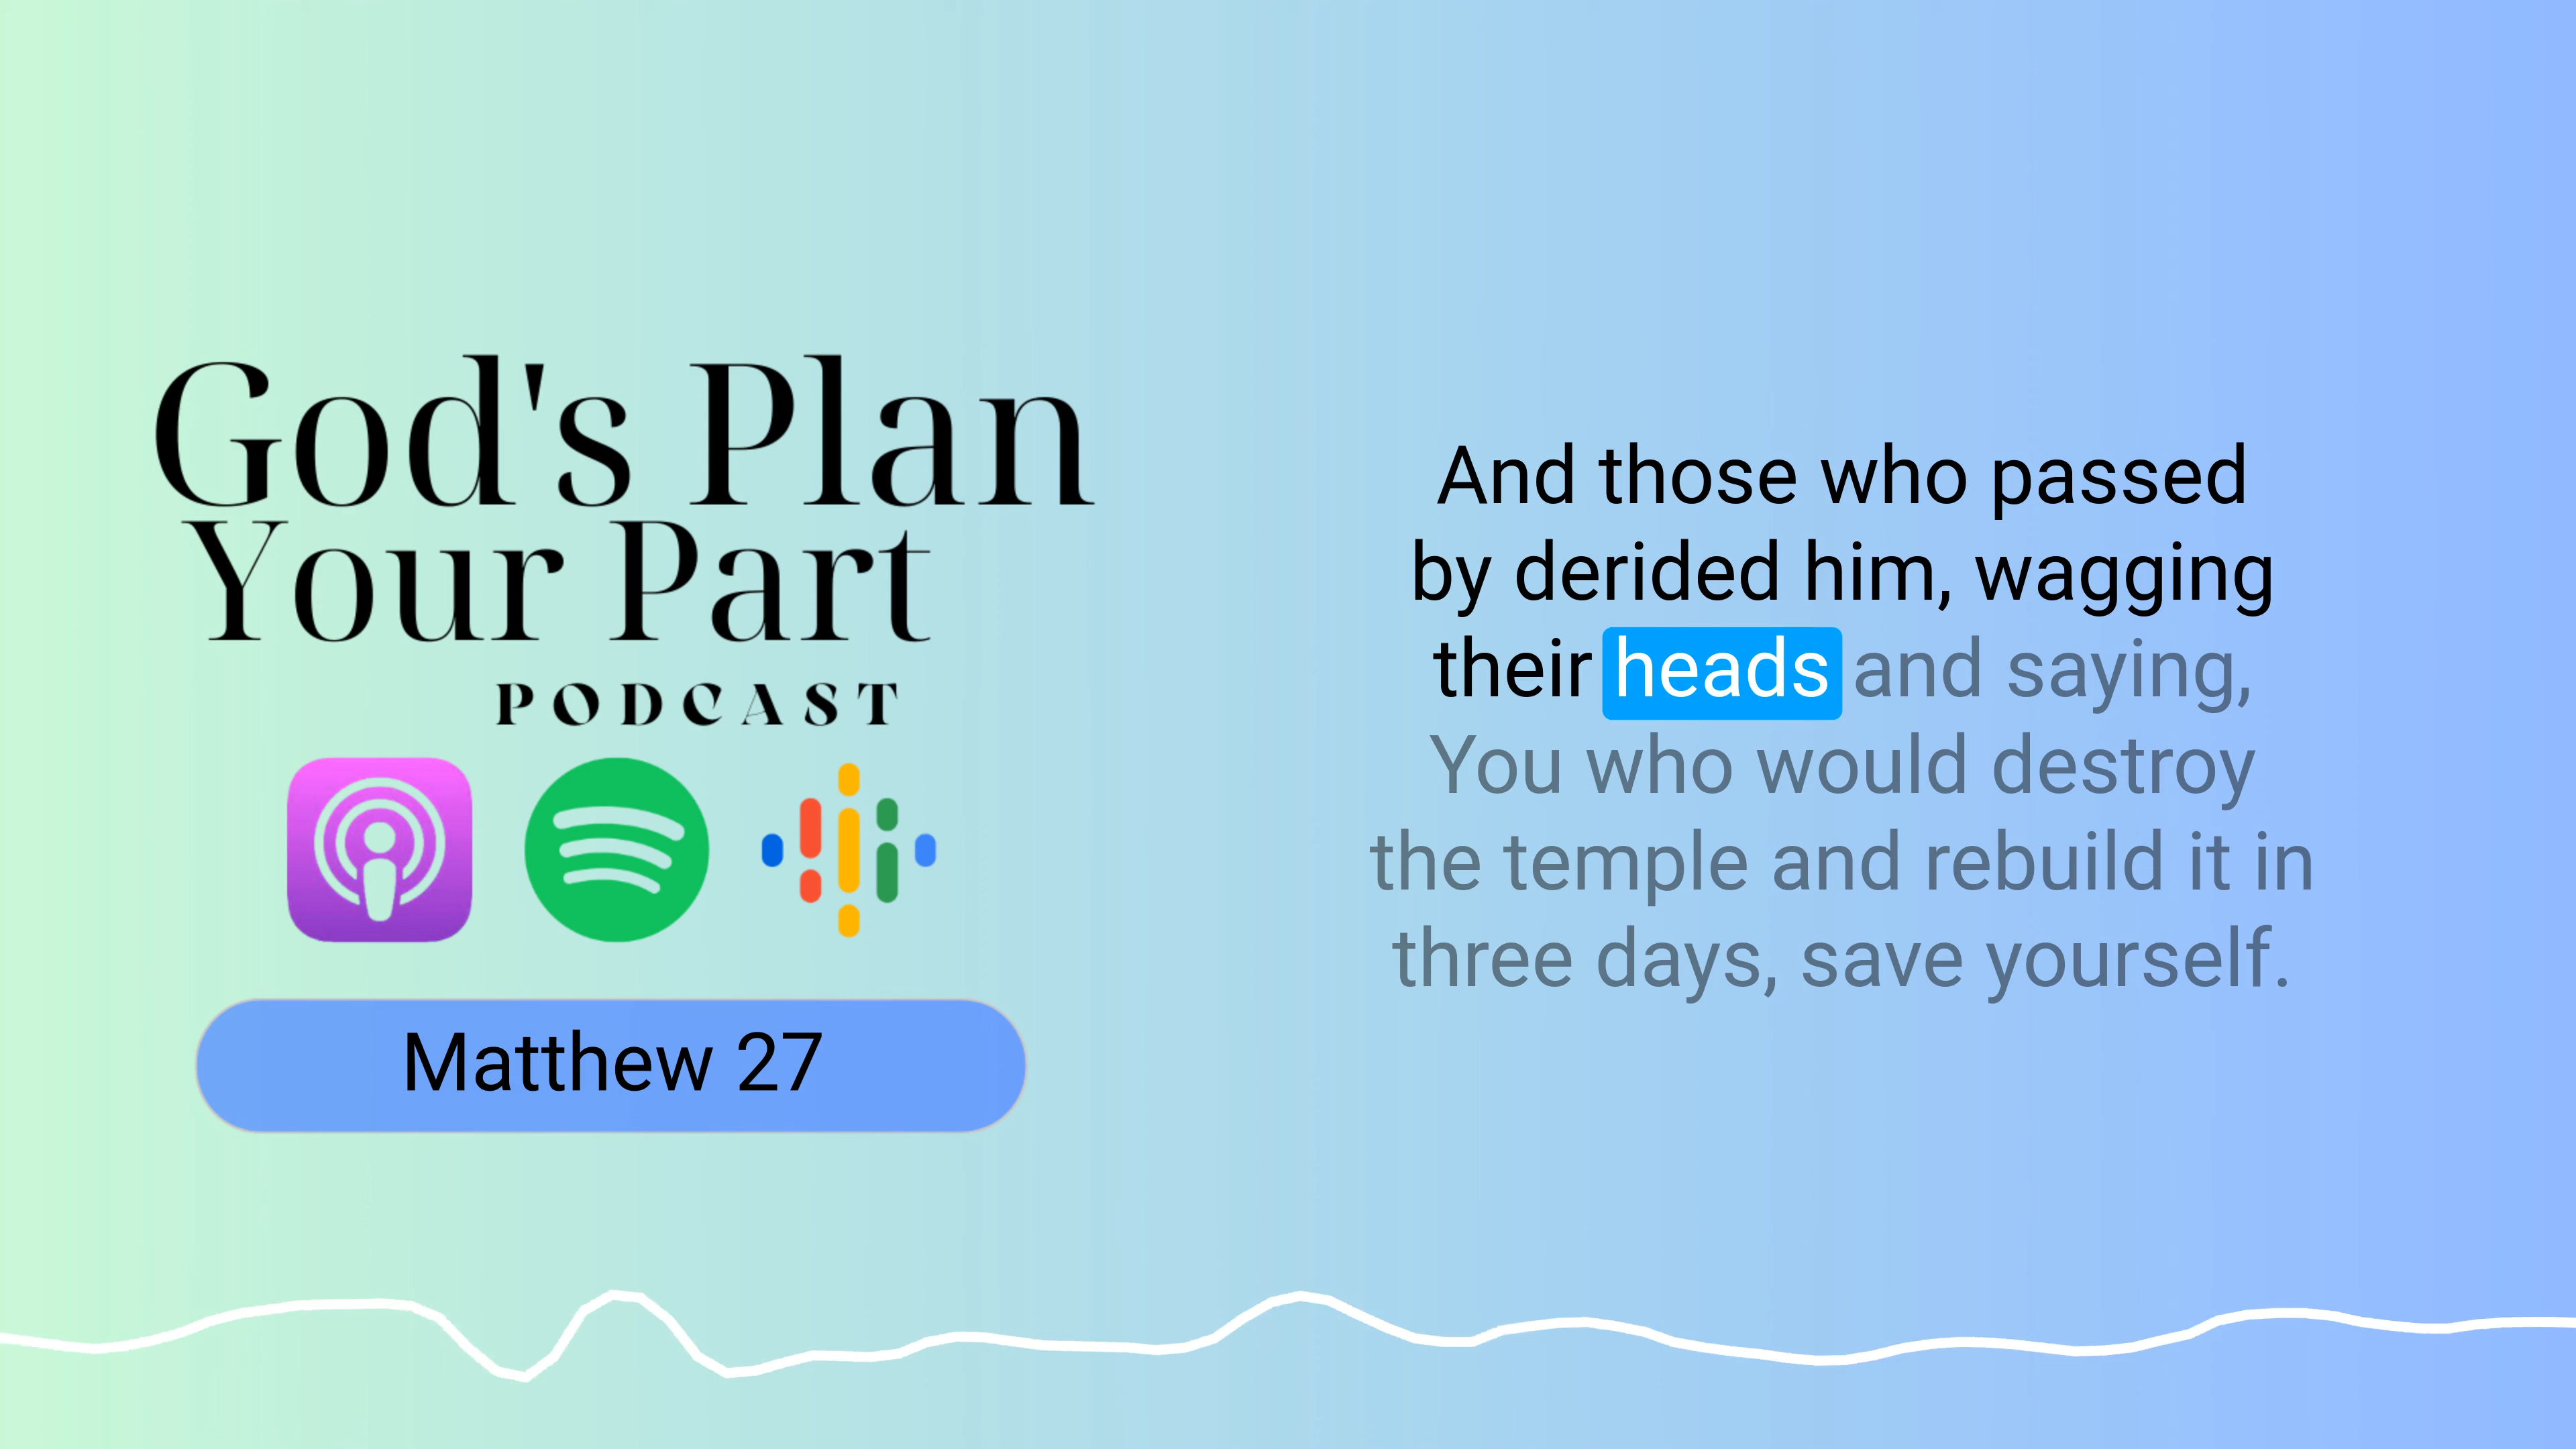 God's Plan
Your Part
PODCAST
Matthew 27
And those who passed
by derided him, wagging
their heads and saying,
You who would destroy
the temple and rebuild it in
three days, save yourself.